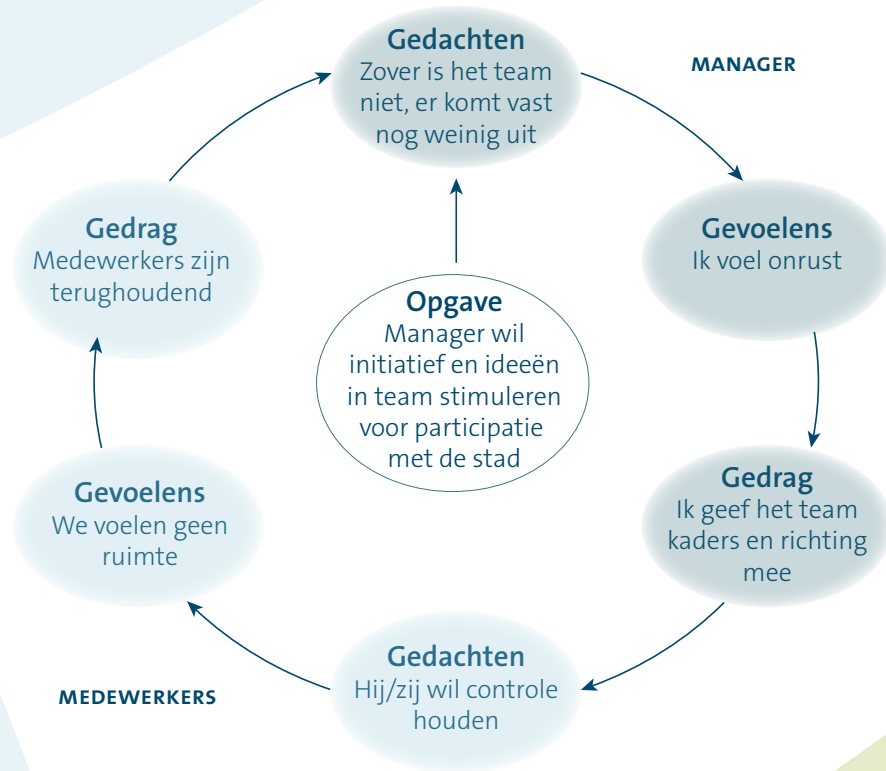 Gedachten
Zover is het team
niet, er komt vast
nog weinig uit
MANAGER
Gevoelens
Ik voel onrust
Gedrag
Ik geef het team
kaders en richting
mee
Gedachten
Hij/zij wil controle
houden
MEDEWERKERS
Gevoelens
We voelen geen
ruimte
Gedrag
Medewerkers zijn
terughoudend
Opgave
Manager wil
initiatief en ideeën
in team stimuleren
voor participatie
met de stad